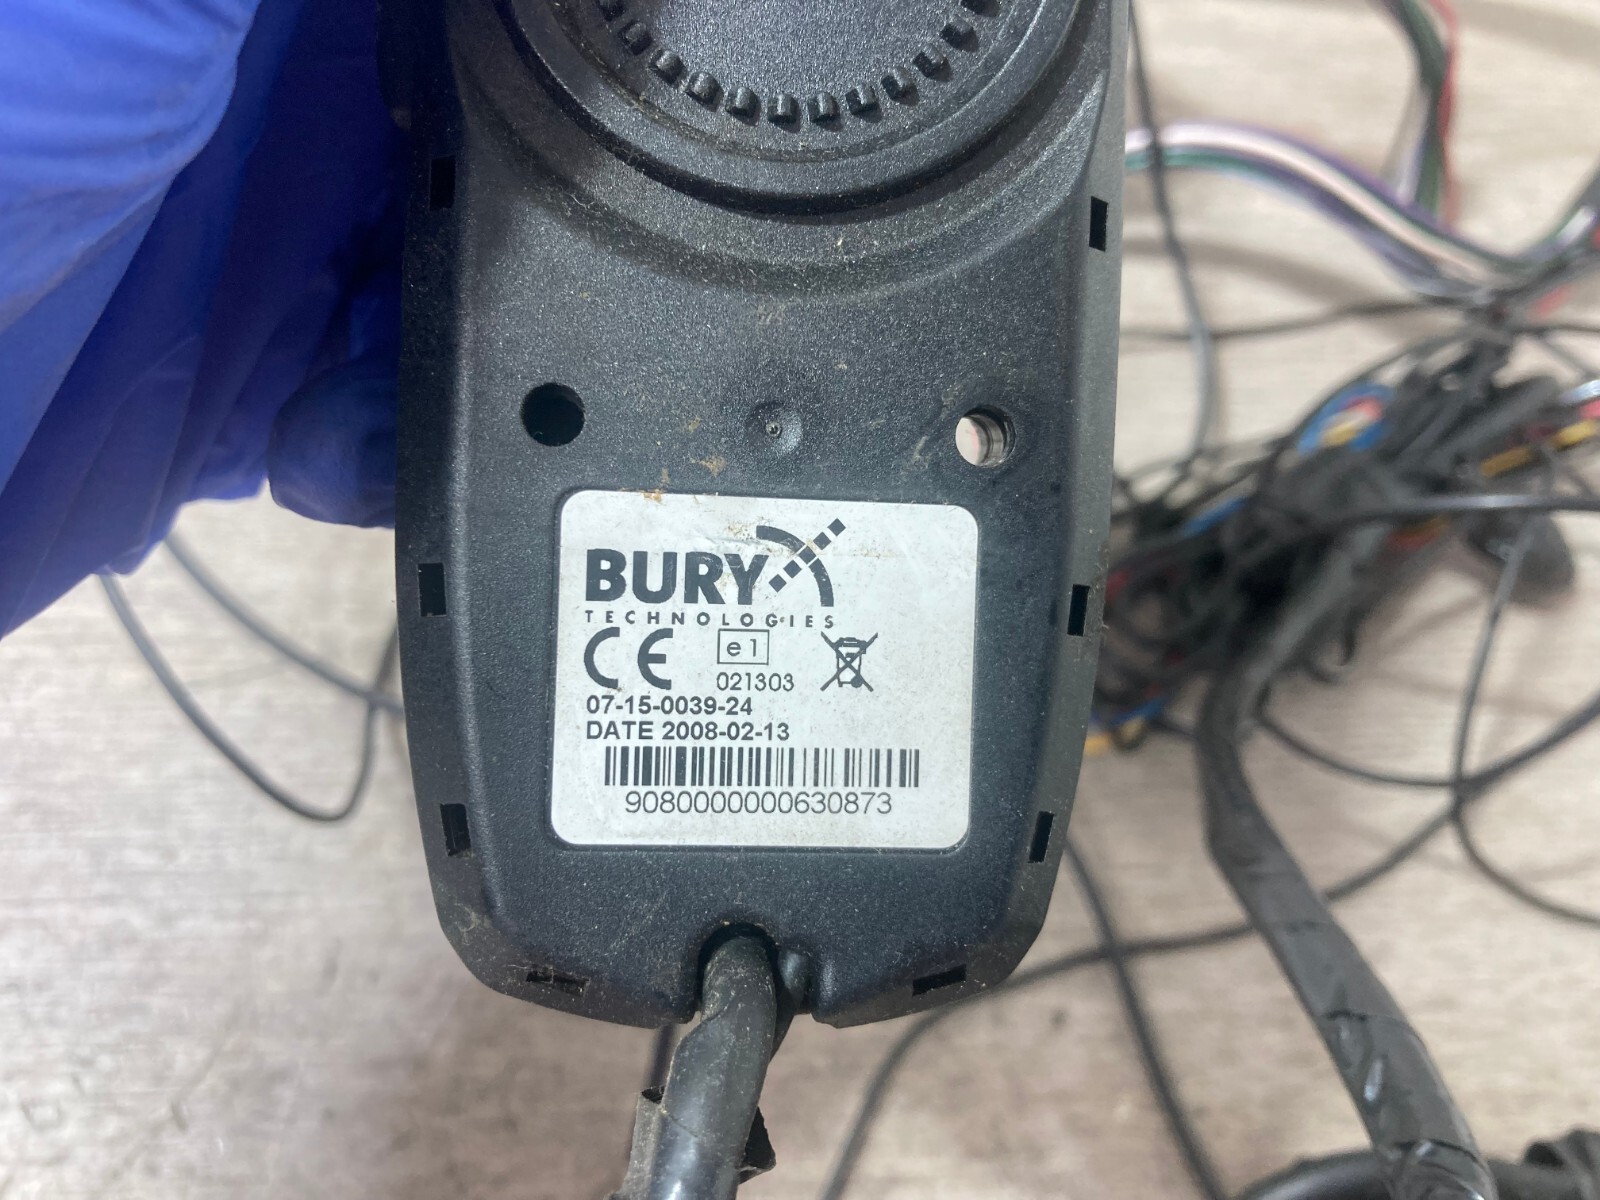 BURY
TECHNOLOGIES
CE e1
021303
07-15-0039-24
DATE 2008-02-13
9080000000630873